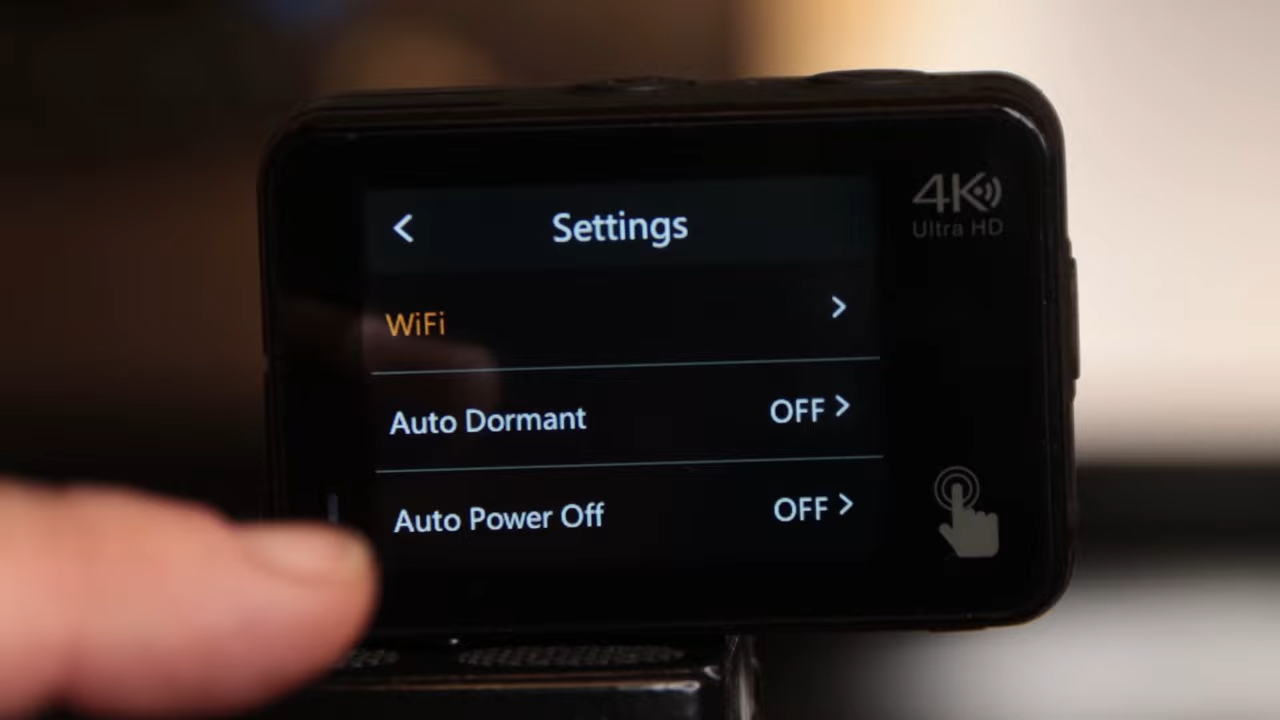 4K
Ultra HD
< Settings
WiFi >
Auto Dormant OFF >
Auto Power Off OFF >